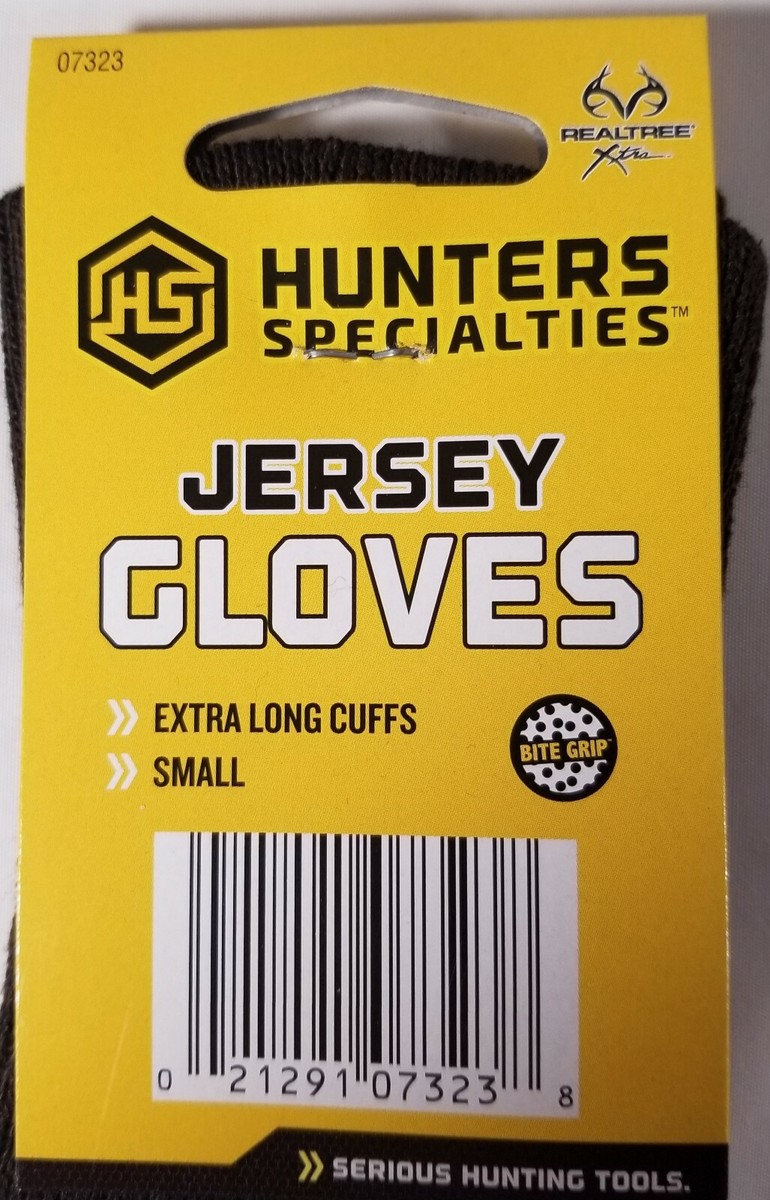 07323
REALTREE®
Xtra
HS
HUNTERS
SPECIALTIES™
JERSEY
GLOVES
EXTRA LONG CUFFS
SMALL
BITE GRIP™
0 21291 07323 8
SERIOUS HUNTING TOOLS.